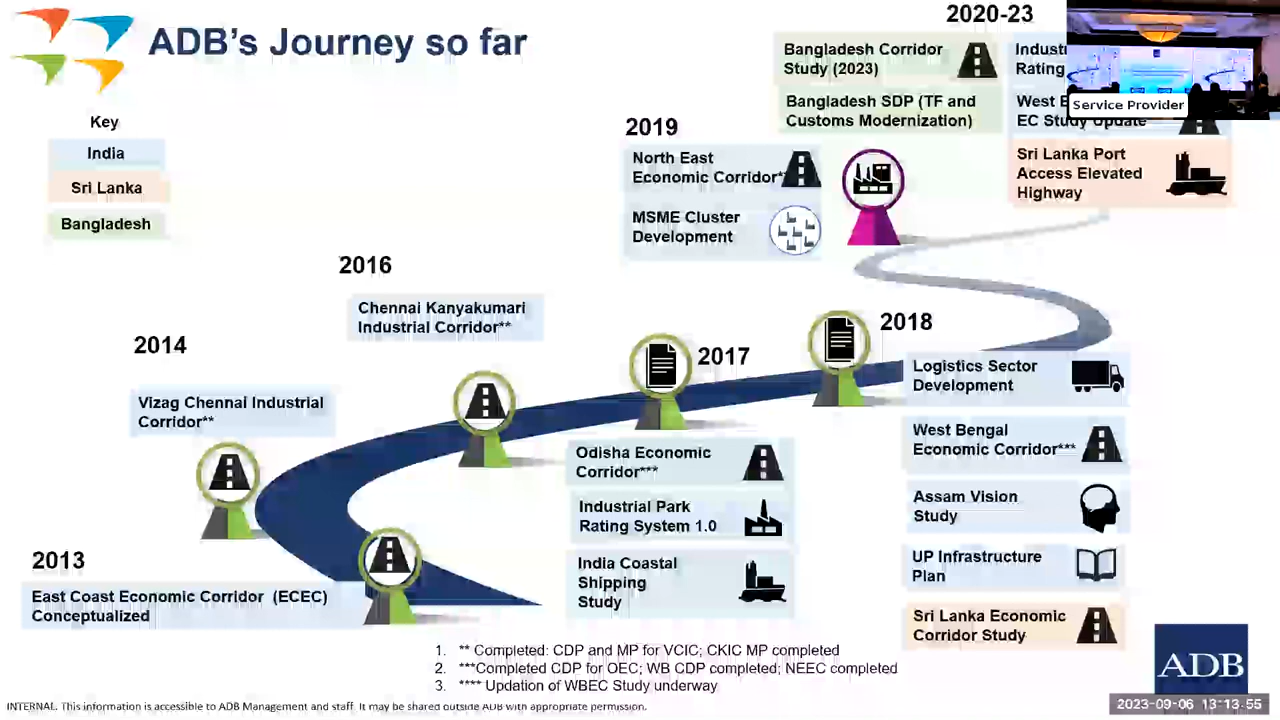 ADB's Journey so far
Key
India
Sri Lanka
Bangladesh
2013
East Coast Economic Corridor (ECEC)
Conceptualized
2014
Vizag Chennai Industrial
Corridor**
2016
Chennai Kanyakumari
Industrial Corridor**
2017
Odisha Economic
Corridor***
Industrial Park
Rating System 1.0
India Coastal
Shipping
Study
2018
Logistics Sector
Development
West Bengal
Economic Corridor***
Assam Vision
Study
UP Infrastructure
Plan
Sri Lanka Economic
Corridor Study
2019
North East
Economic Corridor*
MSME Cluster
Development
2020-23
Bangladesh Corridor
Study (2023)
Bangladesh SDP (TF and
Customs Modernization)
Rating
West
EC Study Update
Sri Lanka Port
Access Elevated
Highway
Service Provider
1. ** Completed: CDP and MP for VCIC; CKIC MP completed
2. ***Completed CDP for OEC; WB CDP completed; NEEC completed
3. **** Updation of WBEC Study underway
ADB
INTERNAL. This information is accessible to ADB Management and staff. It may be shared outside ADB with appropriate permission.
2023-09-06 13:13:55